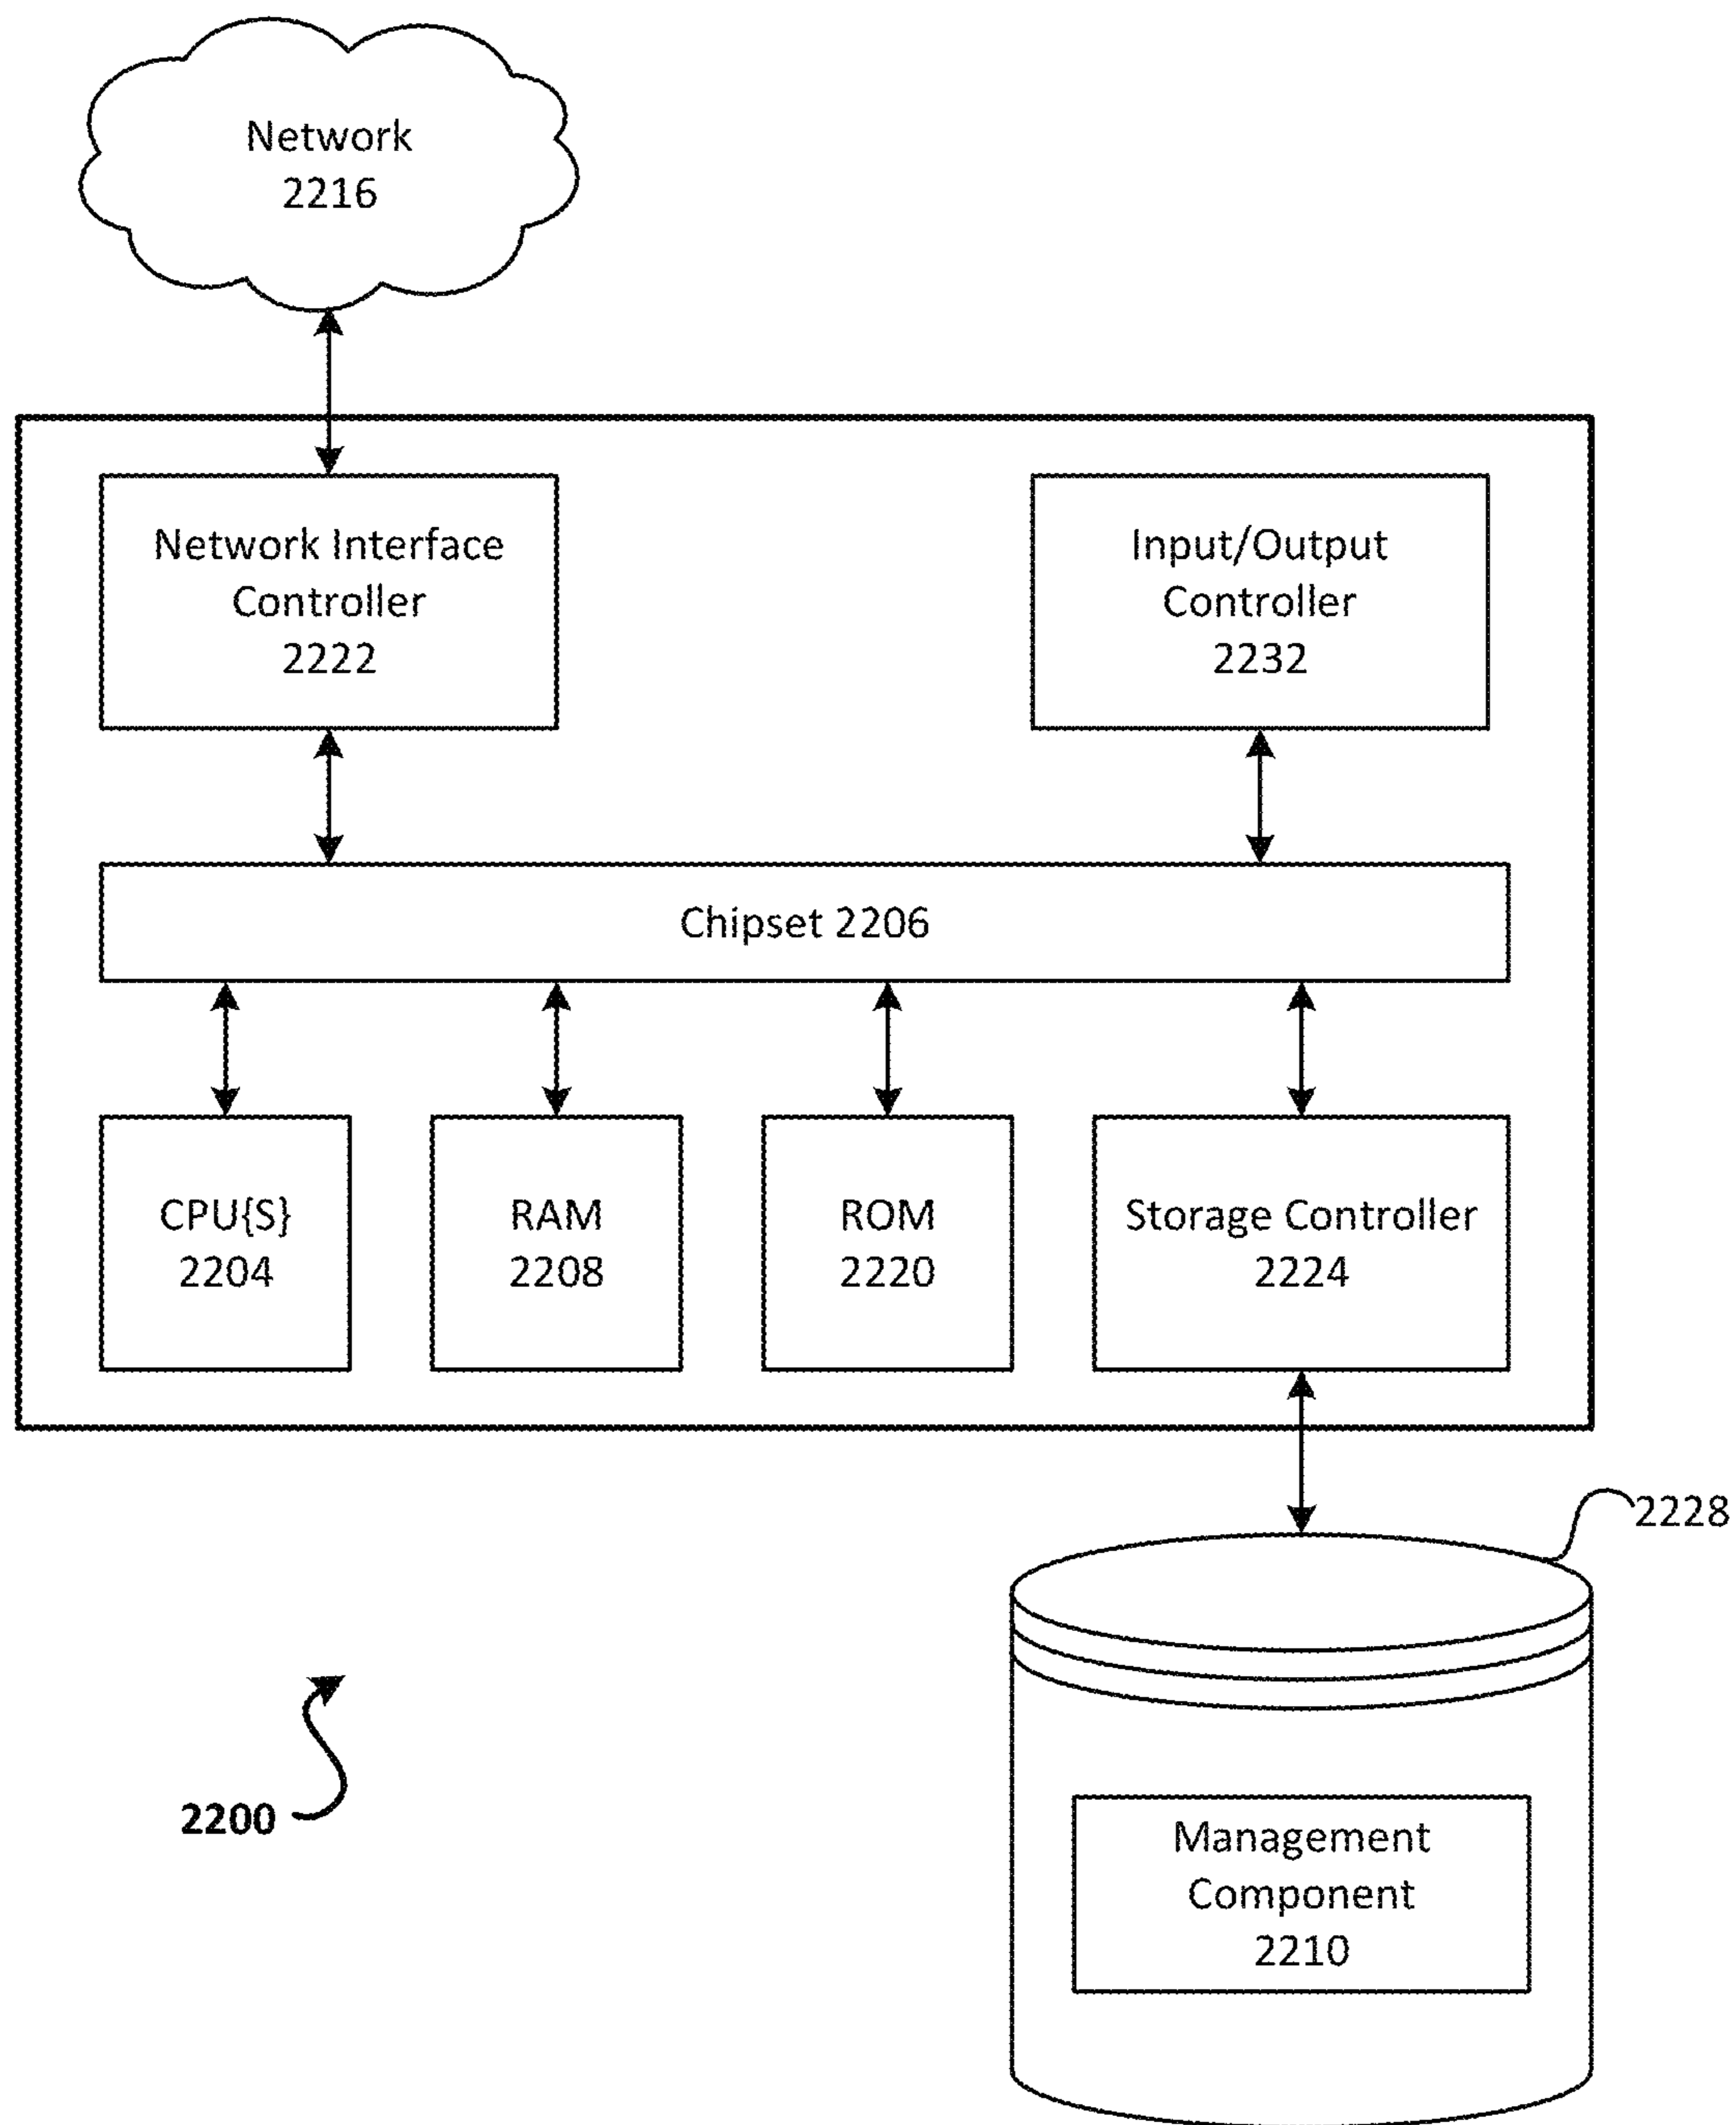 Network
2216
Network Interface
Controller
2222
Input/Output
Controller
2232
Chipset 2206
CPU{S}
2204
RAM
2208
ROM
2220
Storage Controller
2224
2228
2200
Management
Component
2210